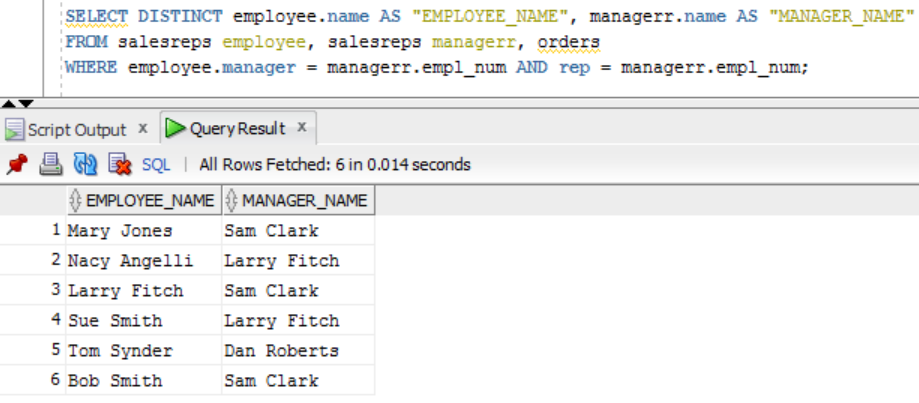 SELECT DISTINCT employee.name AS "EMPLOYEE_NAME", managerr.name AS "MANAGER_NAME"
FROM salesreps employee, salesreps managerr, orders
WHERE employee.manager = managerr.empl_num AND rep = managerr.empl_num;
Script Output x Query Result x
SQL | All Rows Fetched: 6 in 0.014 seconds
EMPLOYEE_NAME MANAGER_NAME
1 Mary Jones Sam Clark
2 Nacy Angelli Larry Fitch
3 Larry Fitch Sam Clark
4 Sue Smith Larry Fitch
5 Tom Synder Dan Roberts
6 Bob Smith Sam Clark